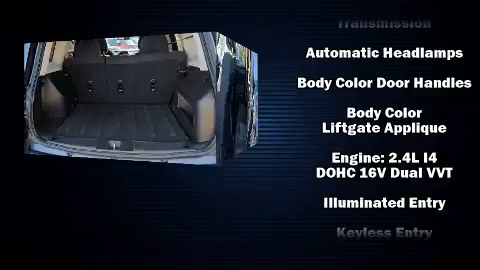 Transmission
Automatic Headlamps
Body Color Door Handles
Body Color
Liftgate Applique
Engine: 2.4L I4
DOHC 16V Dual VVT
Illuminated Entry
Keyless Entry